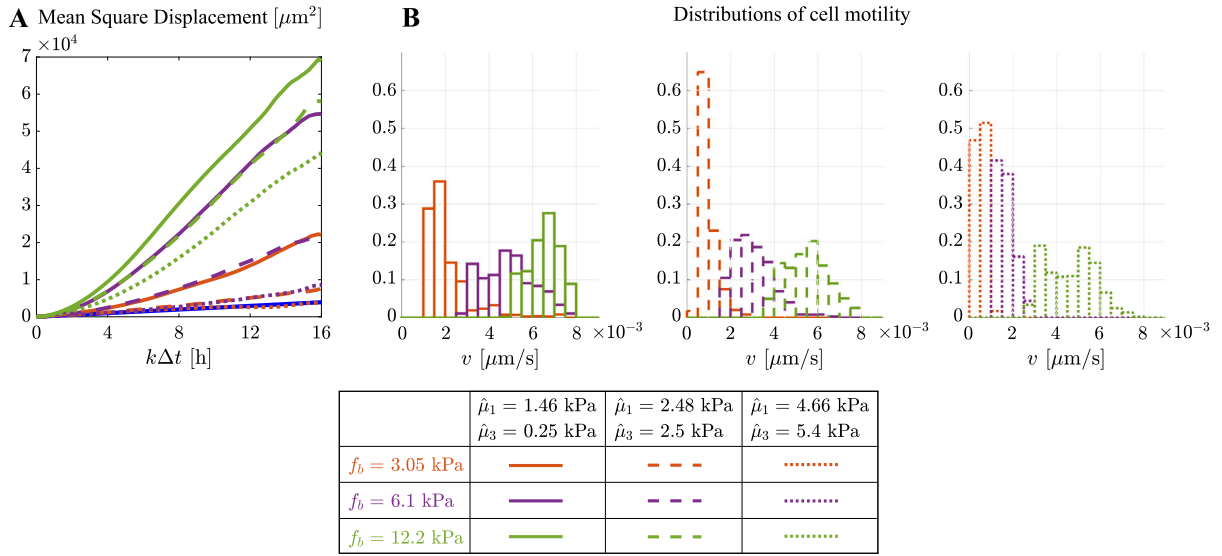 A Mean Square Displacement [μm²]
B Distributions of cell motility
×10⁴
7
6
5
4
3
2
1
0
0 4 8 12 16
kΔt [h]
0.6
0.5
0.4
0.3
0.2
0.1
0
0 2 4 6 8 ×10⁻³
v [μm/s]
0.6
0.5
0.4
0.3
0.2
0.1
0
0 2 4 6 8 ×10⁻³
v [μm/s]
0.6
0.5
0.4
0.3
0.2
0.1
0
0 2 4 6 8 ×10⁻³
v [μm/s]
μ̂₁ = 1.46 kPa μ̂₁ = 2.48 kPa μ̂₁ = 4.66 kPa
μ̂₃ = 0.25 kPa μ̂₃ = 2.5 kPa μ̂₃ = 5.4 kPa
f_b = 3.05 kPa
f_b = 6.1 kPa
f_b = 12.2 kPa